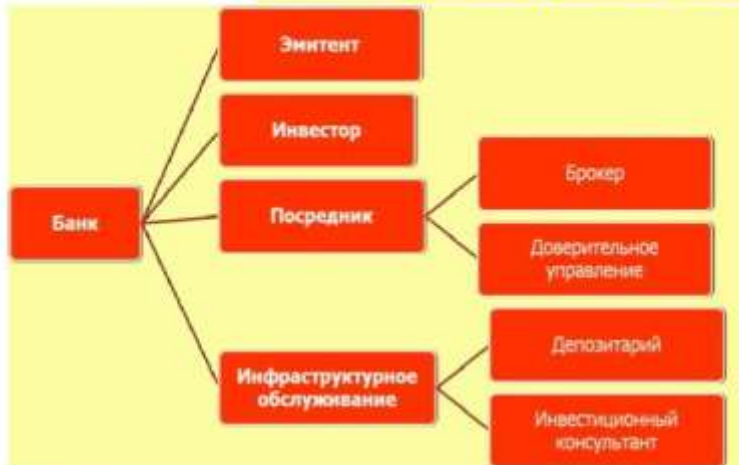 Эмитент
Инвестор
Банк
Посредник
Брокер
Доверительное
управление
Инфраструктурное
обслуживание
Депозитарий
Инвестиционный
консультант